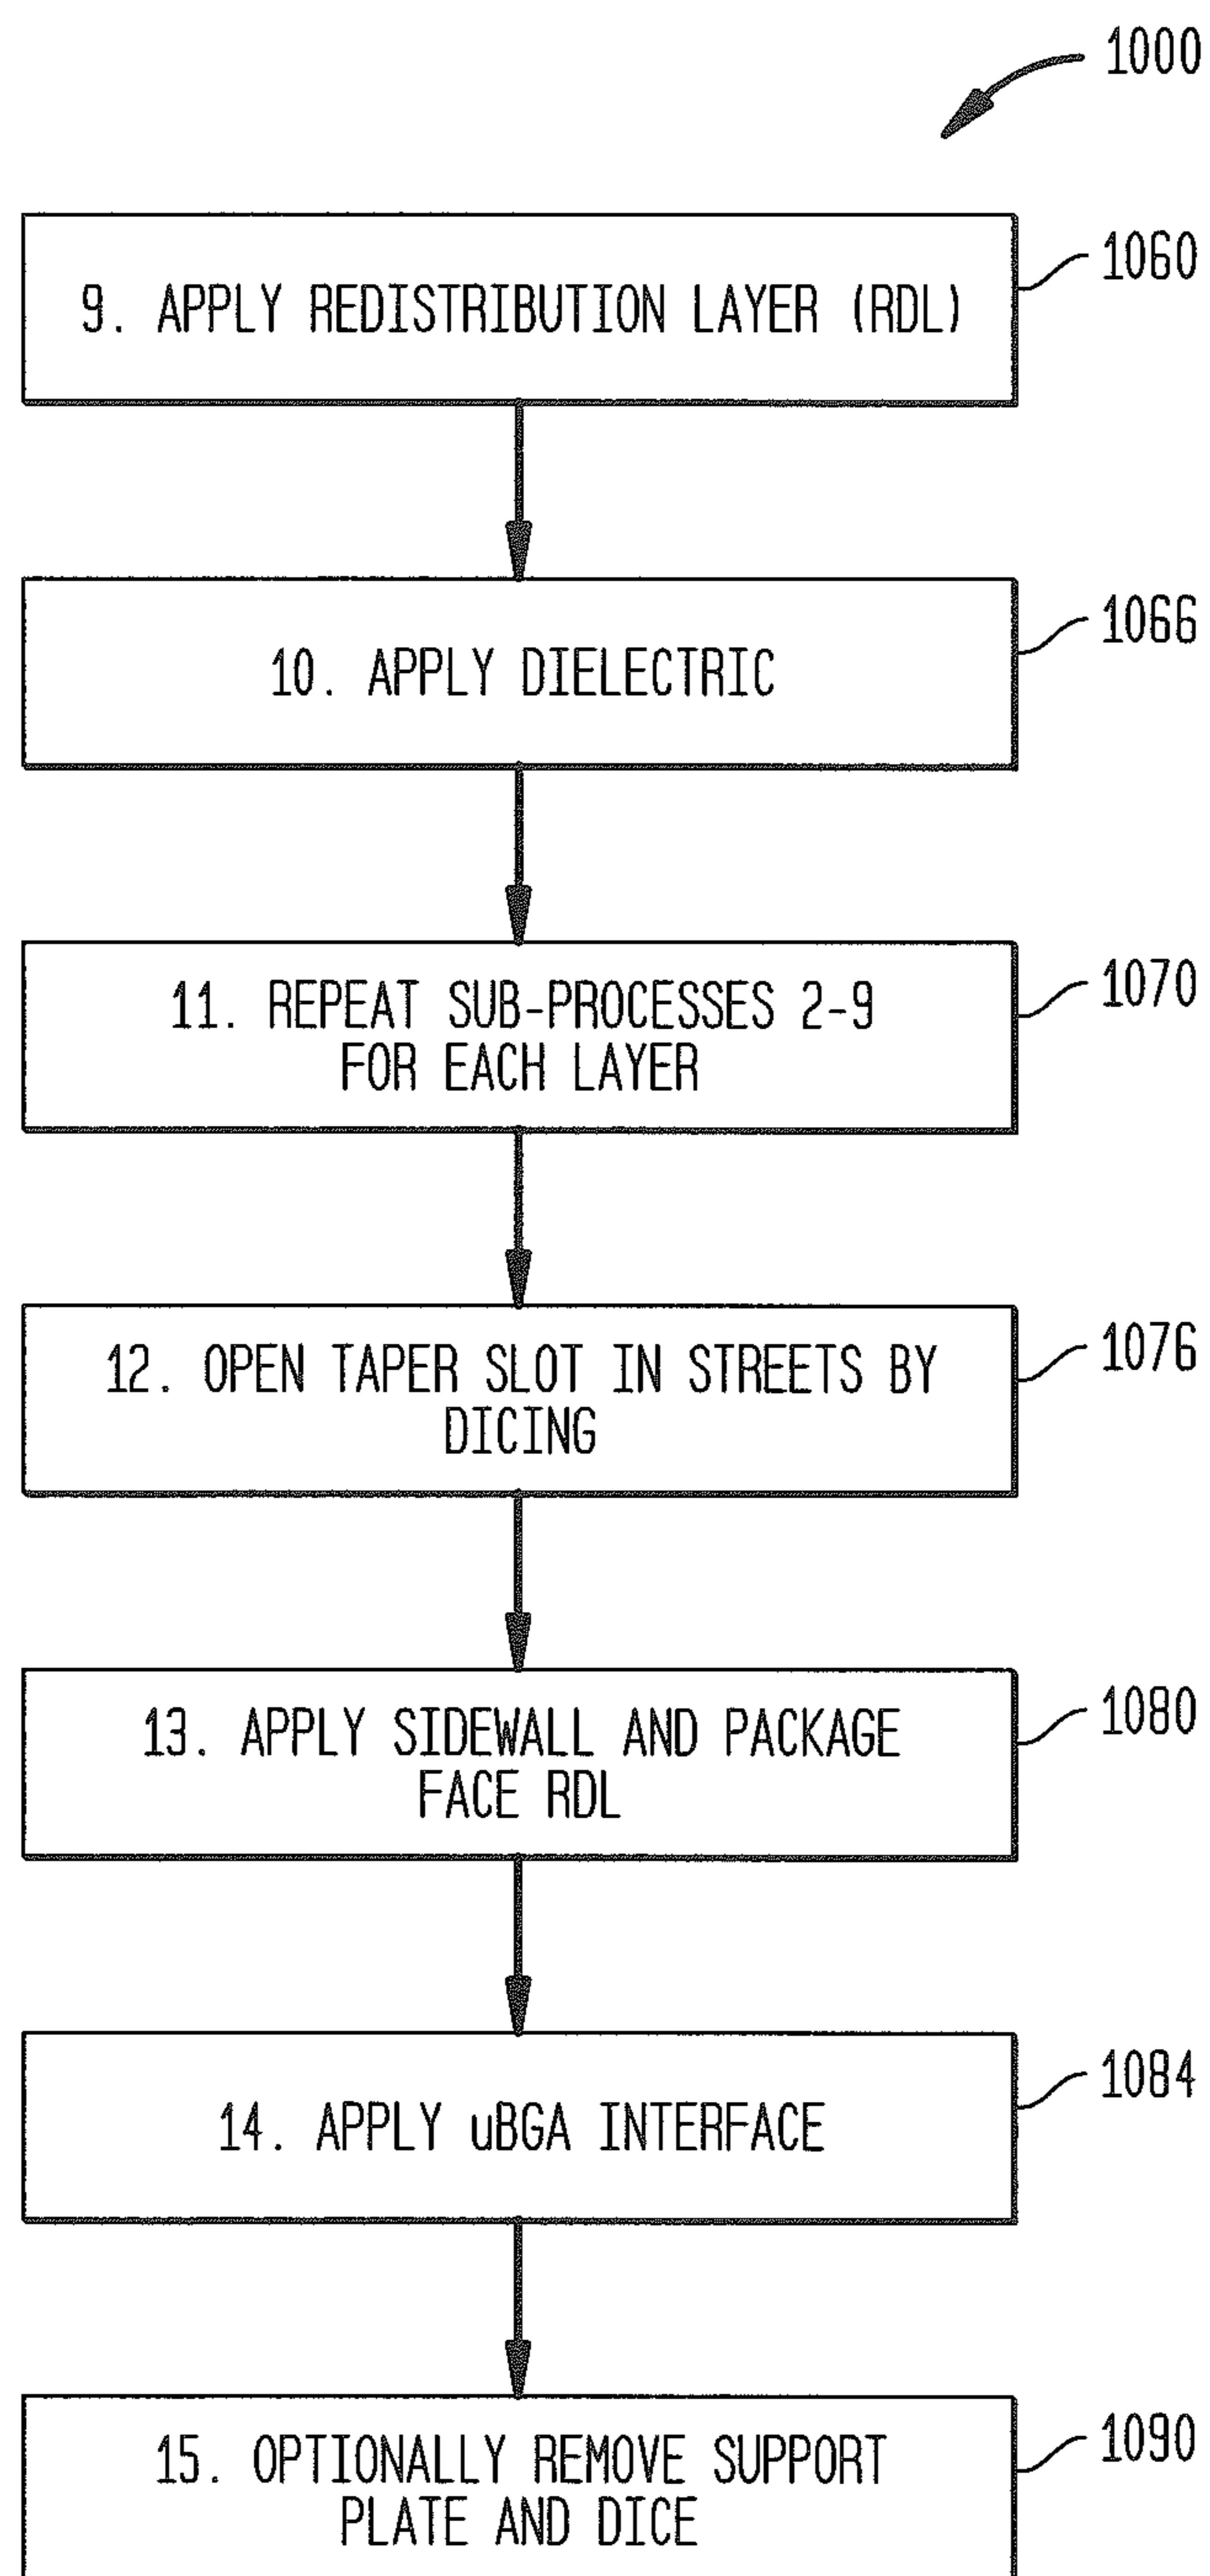 1000
9. APPLY REDISTRIBUTION LAYER (RDL)
1060
10. APPLY DIELECTRIC
1066
11. REPEAT SUB-PROCESSES 2-9
FOR EACH LAYER
1070
12. OPEN TAPER SLOT IN STREETS BY
DICING
1076
13. APPLY SIDEWALL AND PACKAGE
FACE RDL
1080
14. APPLY uBGA INTERFACE
1084
15. OPTIONALLY REMOVE SUPPORT
PLATE AND DICE
1090